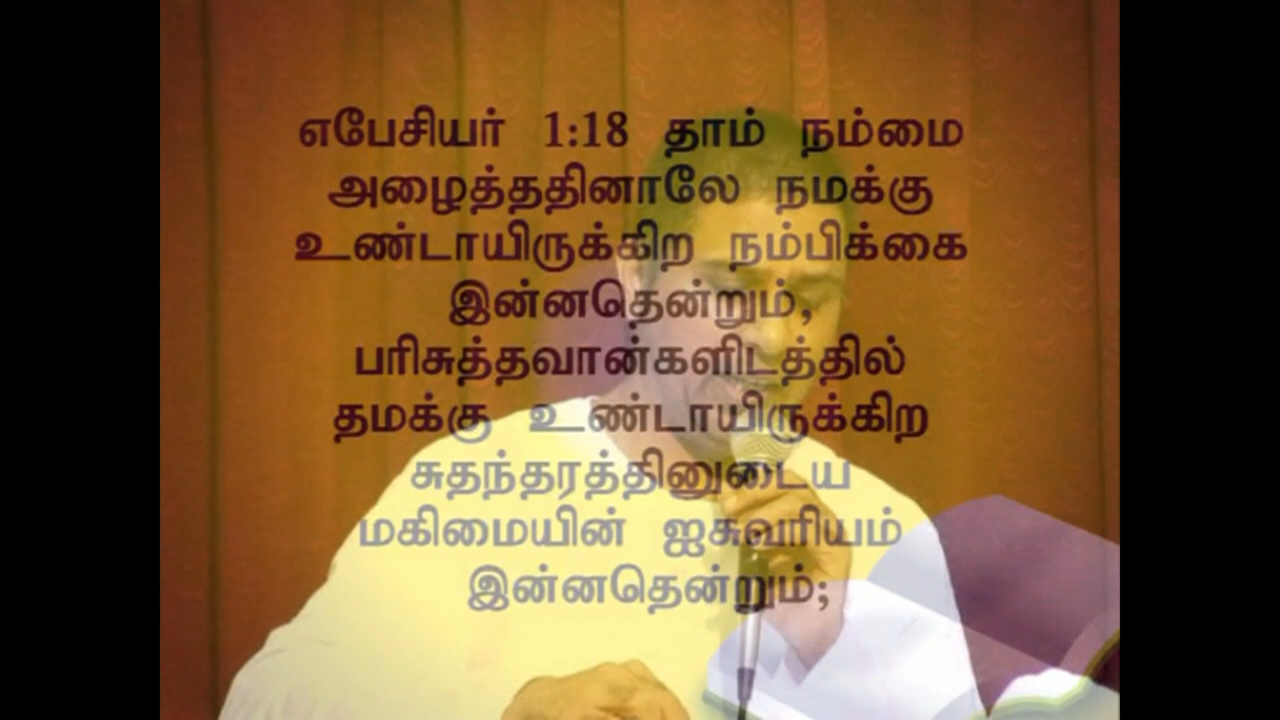 எபேசியர் 1:18 தாம் நம்மை
அழைத்ததினாலே நமக்கு
உண்டாயிருக்கிற நம்பிக்கை
இன்னதென்றும்,
பரிசுத்தவான்களிடத்தில்
தமக்கு உண்டாயிருக்கிற
சுதந்தரத்தினுடைய
மகிமையின் ஐசுவரியம்
இன்னதென்றும்;